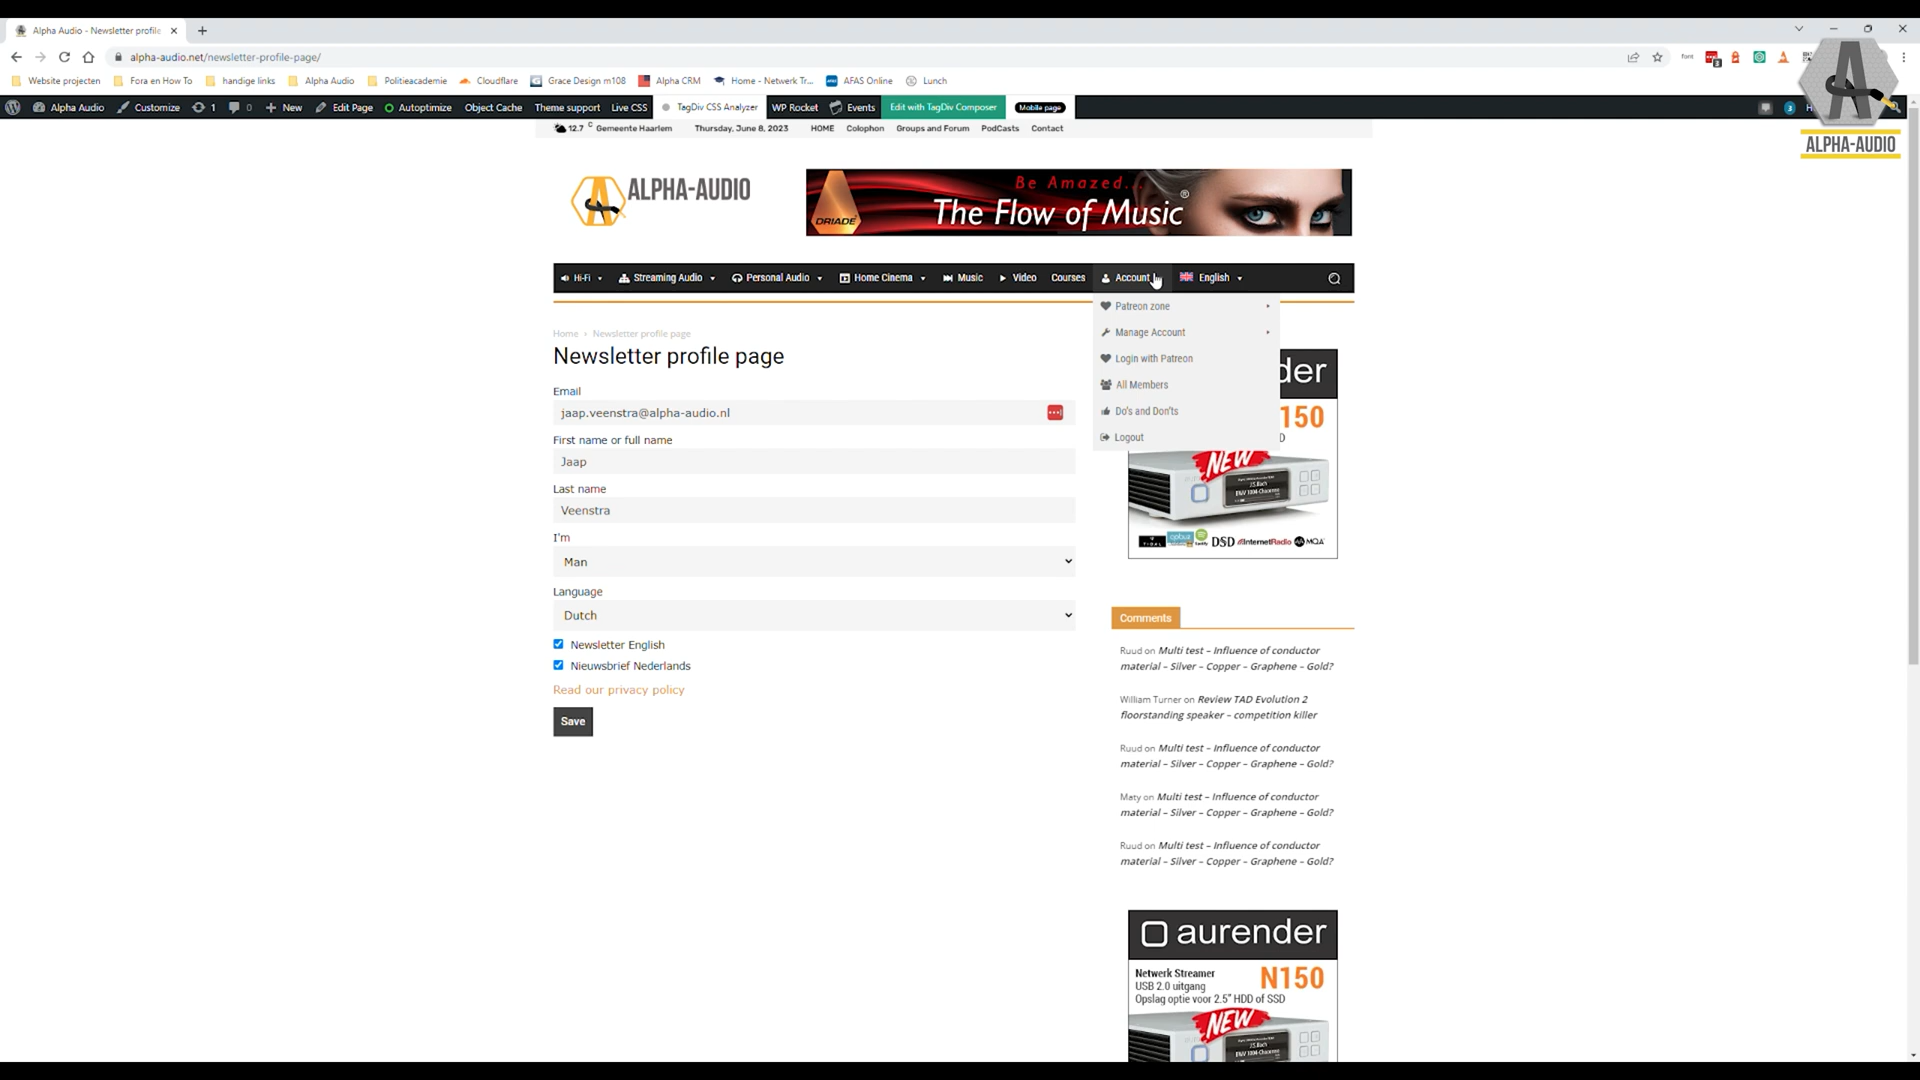 Alpha Audio - Newsletter profile
alpha-audio.net/newsletter-profile-page/
Website projecten Fora en How To handige links Alpha Audio Politieacademie Cloudflare Grace Design m108 Alpha CRM Home - Netwerk Tr... AFAS Online Lunch
Alpha Audio Customize 1 0 New Edit Page Autoptimize Object Cache Theme support Live CSS TagDiv CSS Analyzer WP Rocket Events Edit with TagDiv Composer Mobile page 3
ALPHA-AUDIO
12.7 C Gemeente Haarlem Thursday, June 8, 2023 HOME Colophon Groups and Forum PodCasts Contact
ALPHA-AUDIO
Be Amazed...
The Flow of Music®
DRIADE
Hi-Fi Streaming Audio Personal Audio Home Cinema Music Video Courses Account English
Patreon zone
Manage Account
Login with Patreon
All Members
Do's and Don'ts
Logout
Home Newsletter profile page
Newsletter profile page
Email
jaap.veenstra@alpha-audio.nl
First name or full name
Jaap
Last name
Veenstra
I'm
Man
Language
Dutch
Newsletter English
Nieuwsbrief Nederlands
Read our privacy policy
Save
der
150
D
NEW
TIDAL qobuz Spotify DSD InternetRadio MQA
Comments
Ruud on Multi test – Influence of conductor
material – Silver – Copper – Graphene – Gold?
William Turner on Review TAD Evolution 2
floorstanding speaker – competition killer
Ruud on Multi test – Influence of conductor
material – Silver – Copper – Graphene – Gold?
Maty on Multi test – Influence of conductor
material – Silver – Copper – Graphene – Gold?
Ruud on Multi test – Influence of conductor
material – Silver – Copper – Graphene – Gold?
aurender
Netwerk Streamer N150
USB 2.0 uitgang
Opslag optie voor 2.5" HDD of SSD
NEW